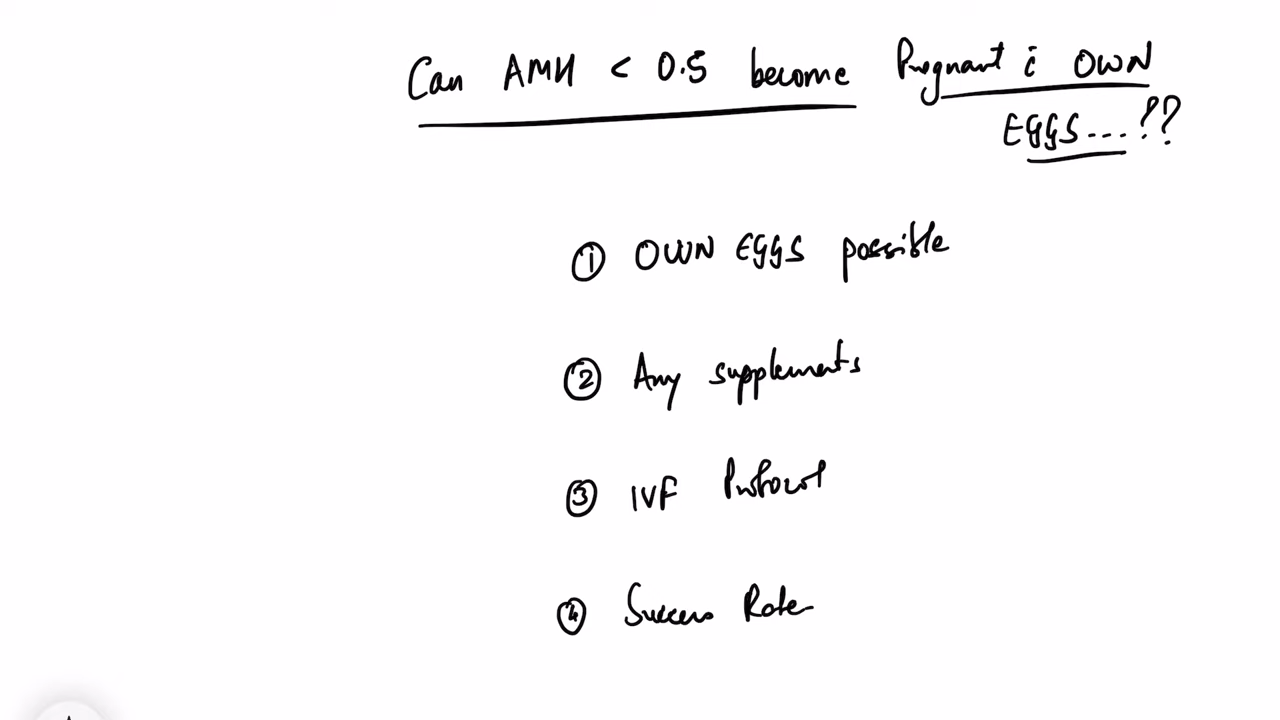 Can AMH < 0.5 become Pregnant c̄ OWN
EGGS...??
① OWN EGGS possible
② Any supplements
③ IVF Protocol
④ Success Rate